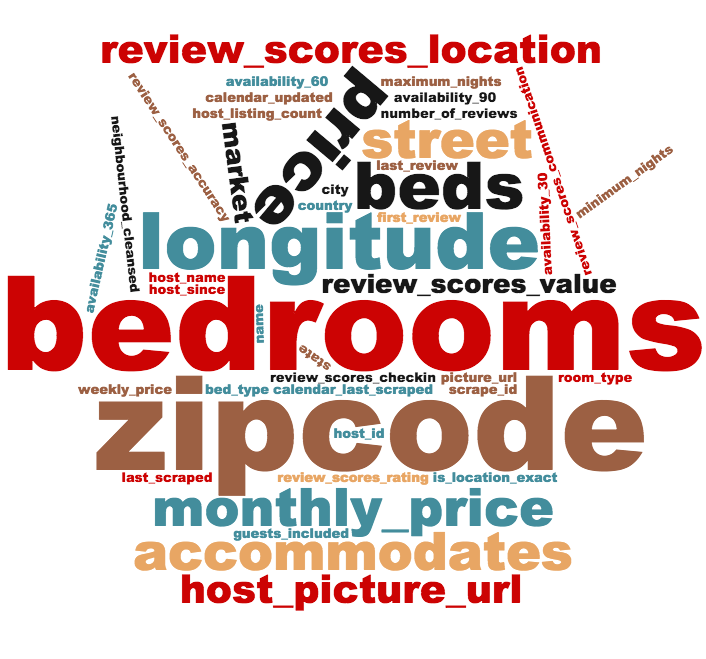 review_scores_location
availability_60
maximum_nights
calendar_updated
availability_90
host_listing_count
number_of_reviews
review_scores_accuracy
neighbourhood_cleansed
market
price
street
last_review
review_scores_communication
minimum_nights
city
beds
country
first_review
availability_30
availability_365
longitude
host_name
host_since
review_scores_value
bedrooms
name
state
review_scores_checkin
picture_url
room_type
weekly_price
bed_type
calendar_last_scraped
scrape_id
zipcode
host_id
last_scraped
review_scores_rating
is_location_exact
monthly_price
guests_included
accommodates
host_picture_url